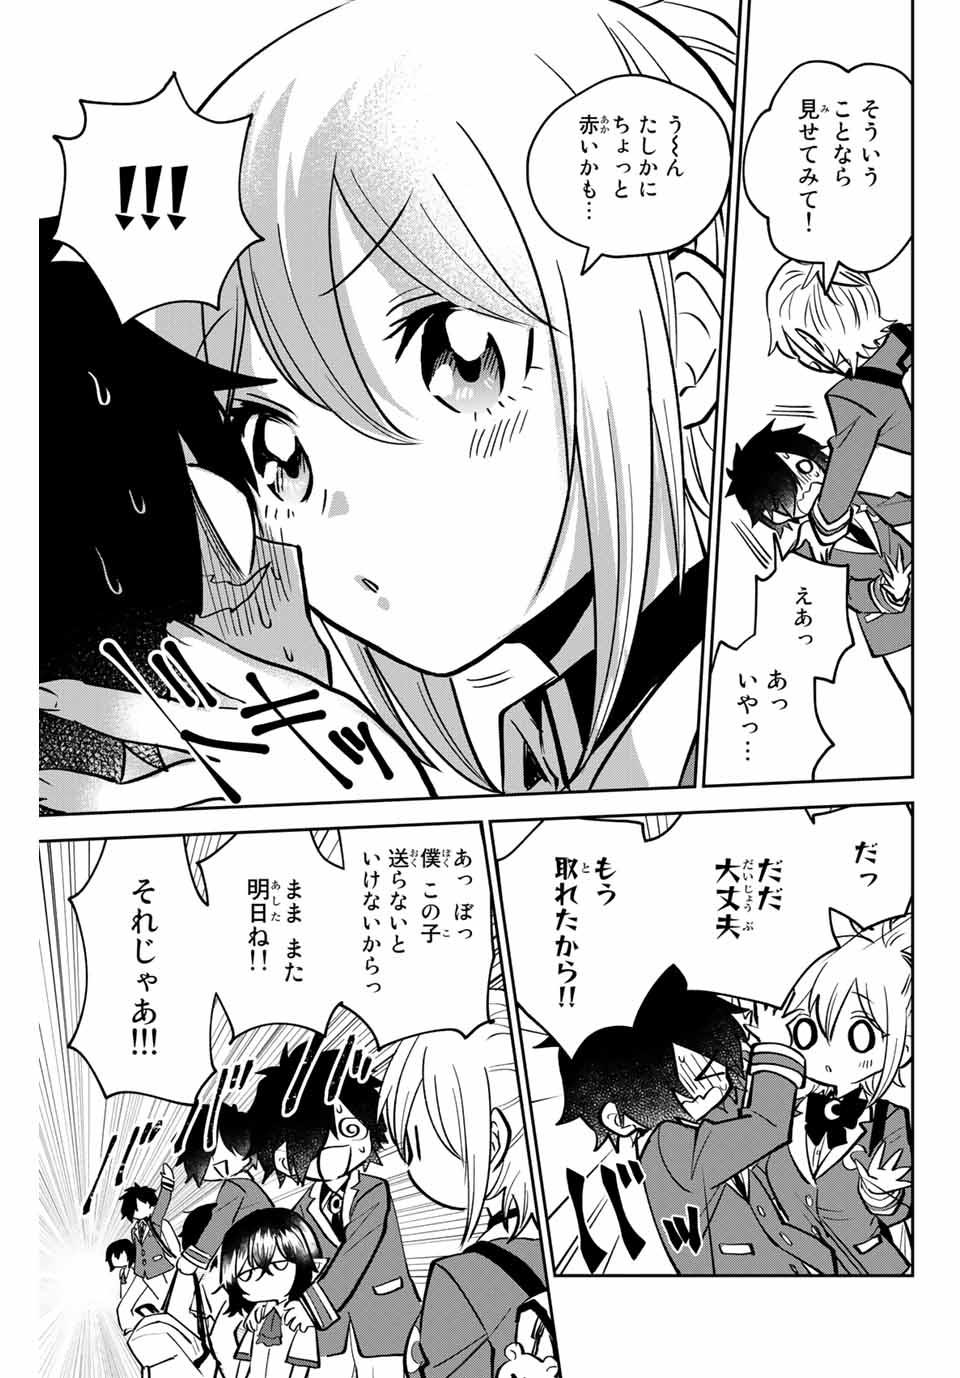 そういう
ことなら
見せてみて！
えあっ
あっ
いやっ…
う〜ん
たしかに
ちょっと
赤いかも…
!!!
ドキッ
だっ
だだ
大丈夫
もう
取れたから!!
バッ
あっ ぼっ
僕 この子
送らないと
いけないからっ
まま また
明日ね!!
それじゃあ!!!